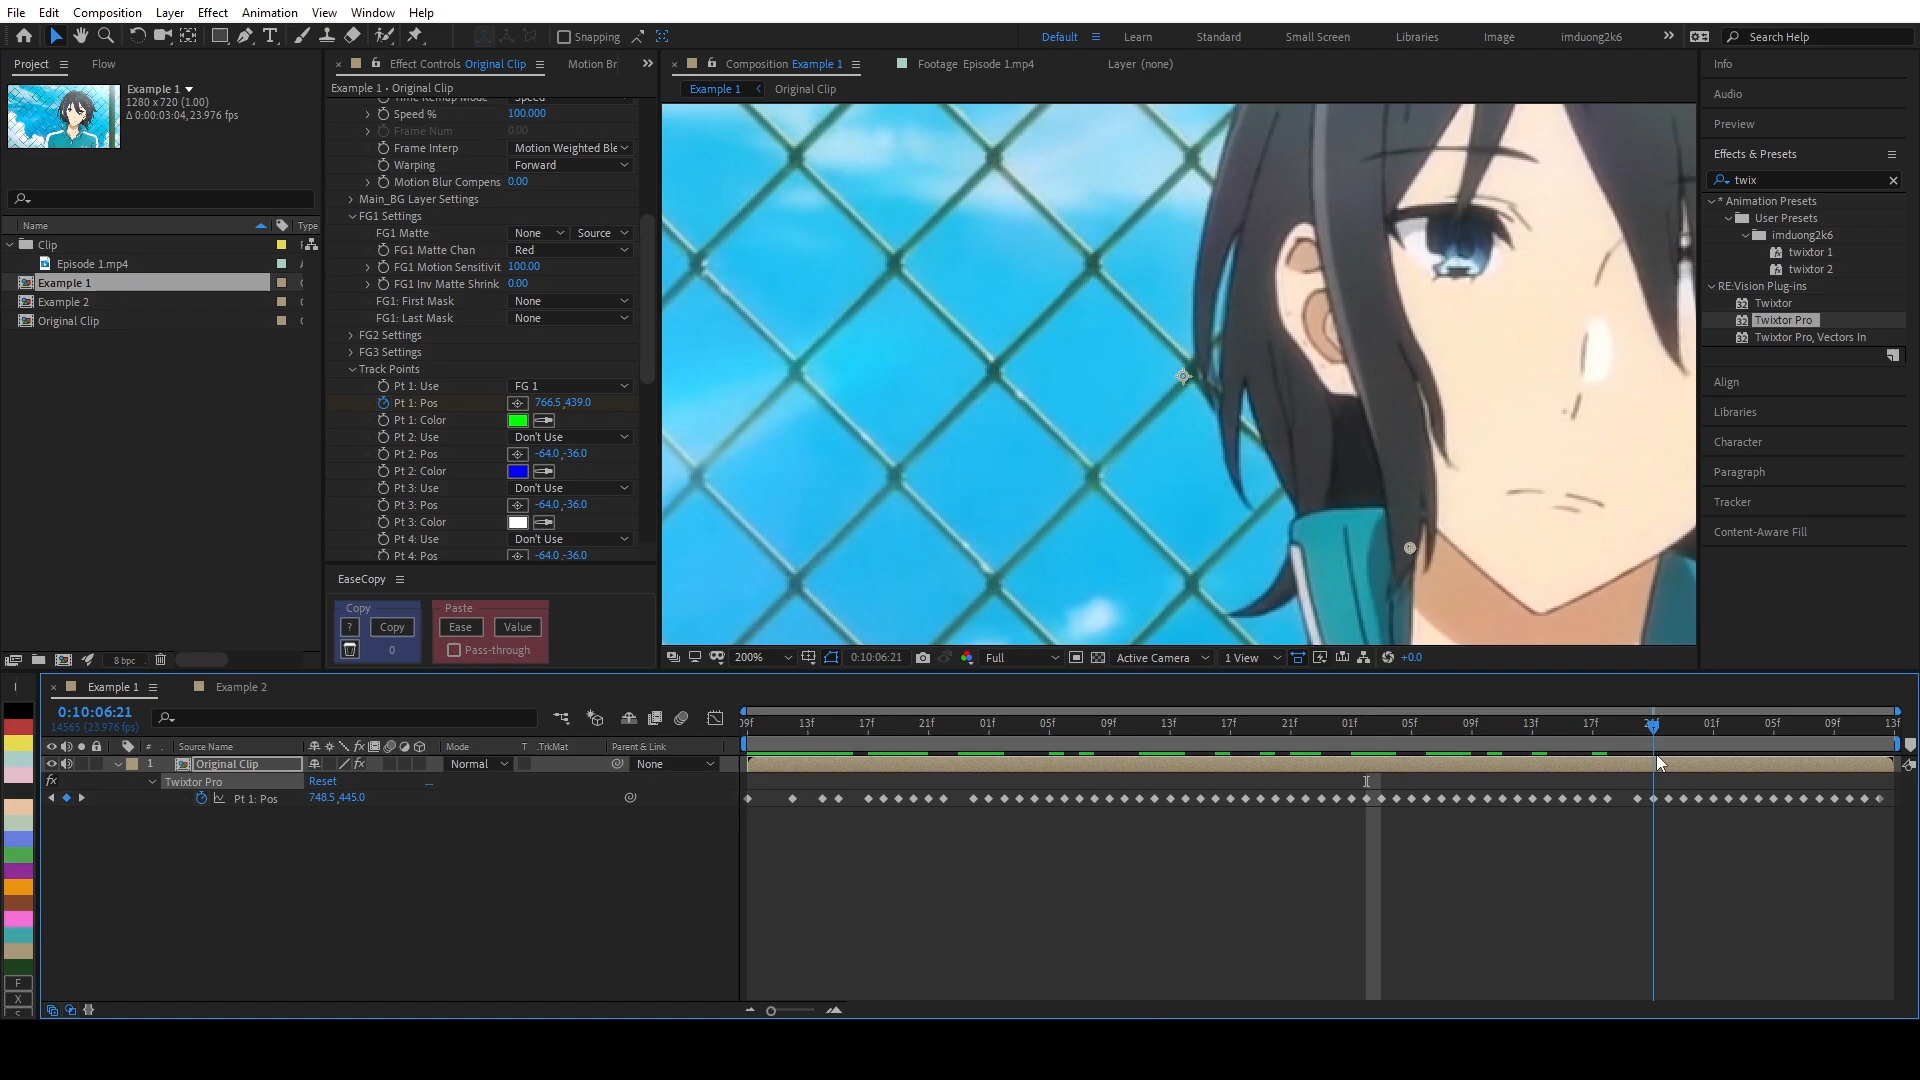 File Edit Composition Layer Effect Animation View Window Help
Snapping
Default Learn Standard Small Screen Libraries Image imduong2k6 Search Help
Project Flow
Example 1
1280 x 720 (1.00)
Δ 0:00:03:04, 23.976 fps
Name Type
Clip
Episode 1.mp4
Example 1
Example 2
Original Clip
8 bpc
Effect Controls Original Clip Motion Br
Example 1 • Original Clip
Time Remap Mode Speed
Speed % 100.000
Frame Num 0.00
Frame Interp Motion Weighted Ble
Warping Forward
Motion Blur Compens 0.00
Main_BG Layer Settings
FG1 Settings
FG1 Matte None Source
FG1 Matte Chan Red
FG1 Motion Sensitivit 100.00
FG1 Inv Matte Shrink 0.00
FG1: First Mask None
FG1: Last Mask None
FG2 Settings
FG3 Settings
Track Points
Pt 1: Use FG 1
Pt 1: Pos 766.5,439.0
Pt 1: Color
Pt 2: Use Don't Use
Pt 2: Pos -64.0,-36.0
Pt 2: Color
Pt 3: Use Don't Use
Pt 3: Pos -64.0,-36.0
Pt 3: Color
Pt 4: Use Don't Use
Pt 4: Pos -64.0,-36.0
EaseCopy
Copy Paste
? Copy Ease Value
0 Pass-through
Composition Example 1 Footage Episode 1.mp4 Layer (none)
Example 1 Original Clip
200% 0:10:06:21 Full Active Camera 1 View +0.0
Info
Audio
Preview
Effects & Presets
twix
* Animation Presets
User Presets
imduong2k6
twixtor 1
twixtor 2
RE:Vision Plug-ins
Twixtor
Twixtor Pro
Twixtor Pro, Vectors In
Align
Libraries
Character
Paragraph
Tracker
Content-Aware Fill
Example 1 Example 2
0:10:06:21
14565 (23.976 fps)
09f 13f 17f 21f 01f 05f 09f 13f 17f 21f 01f 05f 09f 13f 17f 21f 01f 05f 09f 13f
# Source Name fx Mode T .TrkMat Parent & Link
1 Original Clip fx Normal None
fx Twixtor Pro Reset
Pt 1: Pos 748.5,445.0
F
X
S